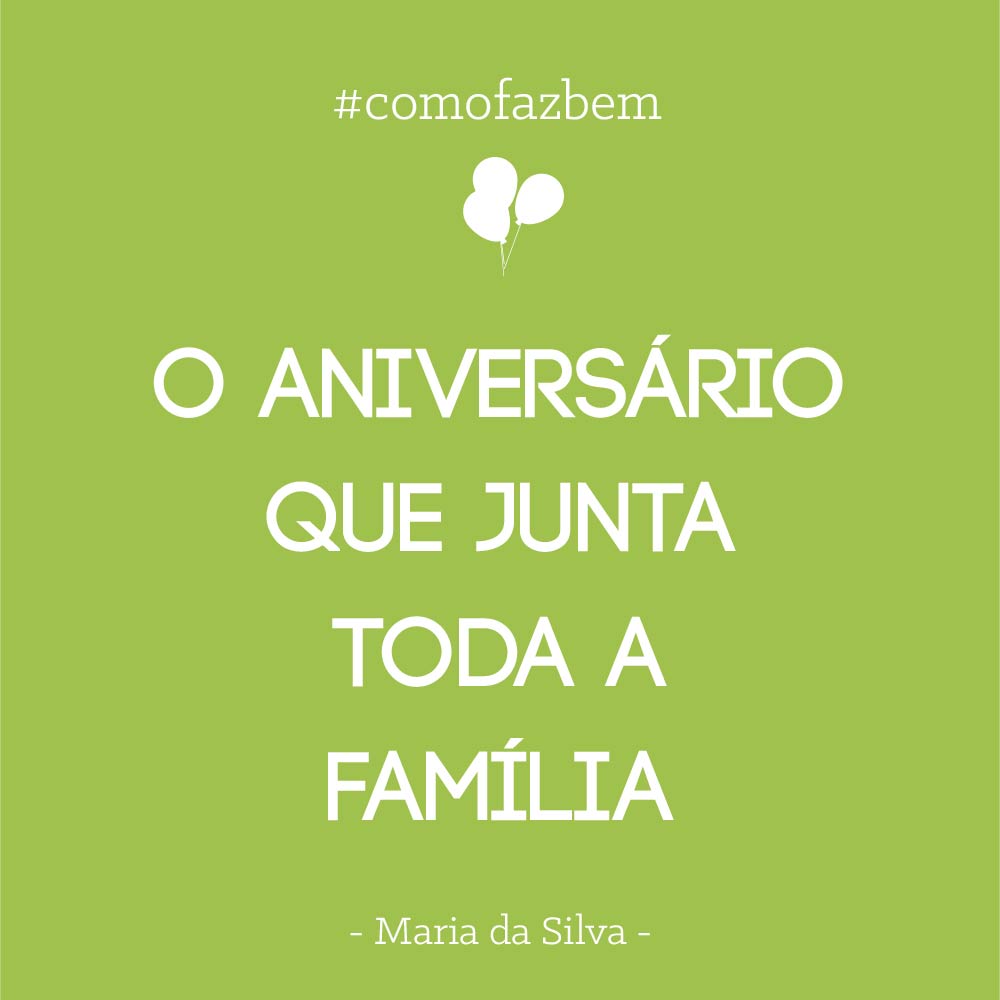 #comofazbem
O ANIVERSÁRIO
QUE JUNTA
TODA A
FAMÍLIA
- Maria da Silva -